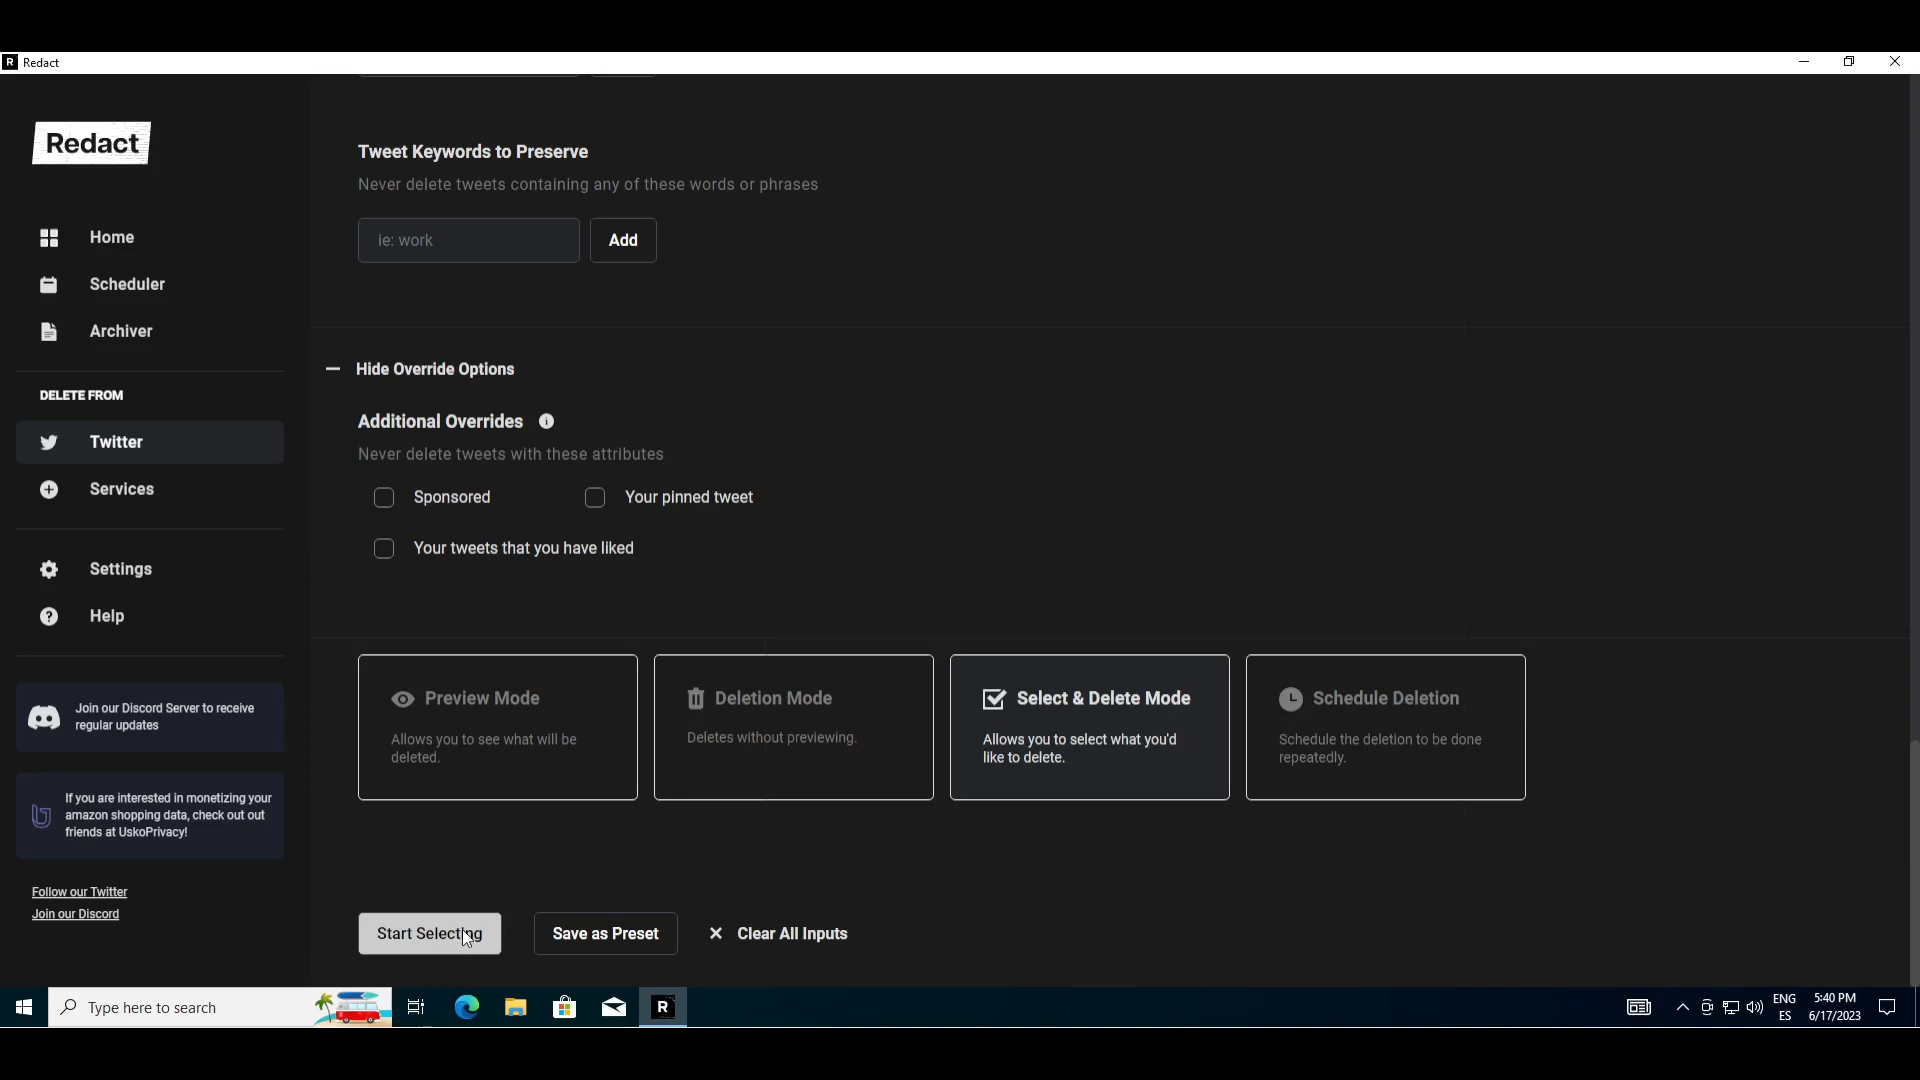 Redact
Redact
Home
Scheduler
Archiver
DELETE FROM
Twitter
Services
Settings
Help
Join our Discord Server to receive
regular updates
If you are interested in monetizing your
amazon shopping data, check out out
friends at UskoPrivacy!
Follow our Twitter
Join our Discord
Tweet Keywords to Preserve
Never delete tweets containing any of these words or phrases
ie: work
Add
Hide Override Options
Additional Overrides
Never delete tweets with these attributes
Sponsored
Your pinned tweet
Your tweets that you have liked
Preview Mode
Allows you to see what will be
deleted.
Deletion Mode
Deletes without previewing.
Select & Delete Mode
Allows you to select what you'd
like to delete.
Schedule Deletion
Schedule the deletion to be done
repeatedly.
Start Selecting
Save as Preset
Clear All Inputs
Type here to search
R
ENG
ES
5:40 PM
6/17/2023